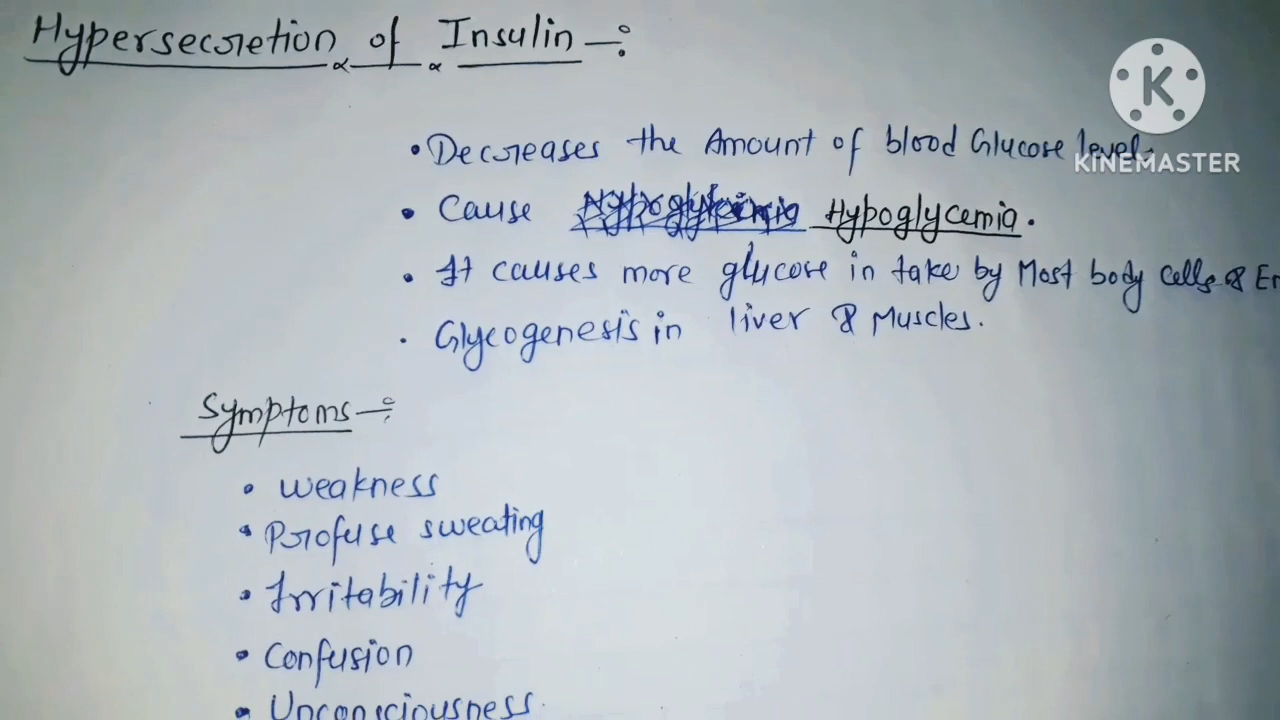 Hypersecretion of Insulin —:
K
KINEMASTER
• Decreases the Amount of blood Glucose level.
• Cause Hypoglycemia.
• It causes more glucose in take by Most body cells &
• Glycogenesis in liver & Muscles.
Symptoms —:
• Weakness
• Profuse sweating
• Irritability
• Confusion
• Unconsciousness.